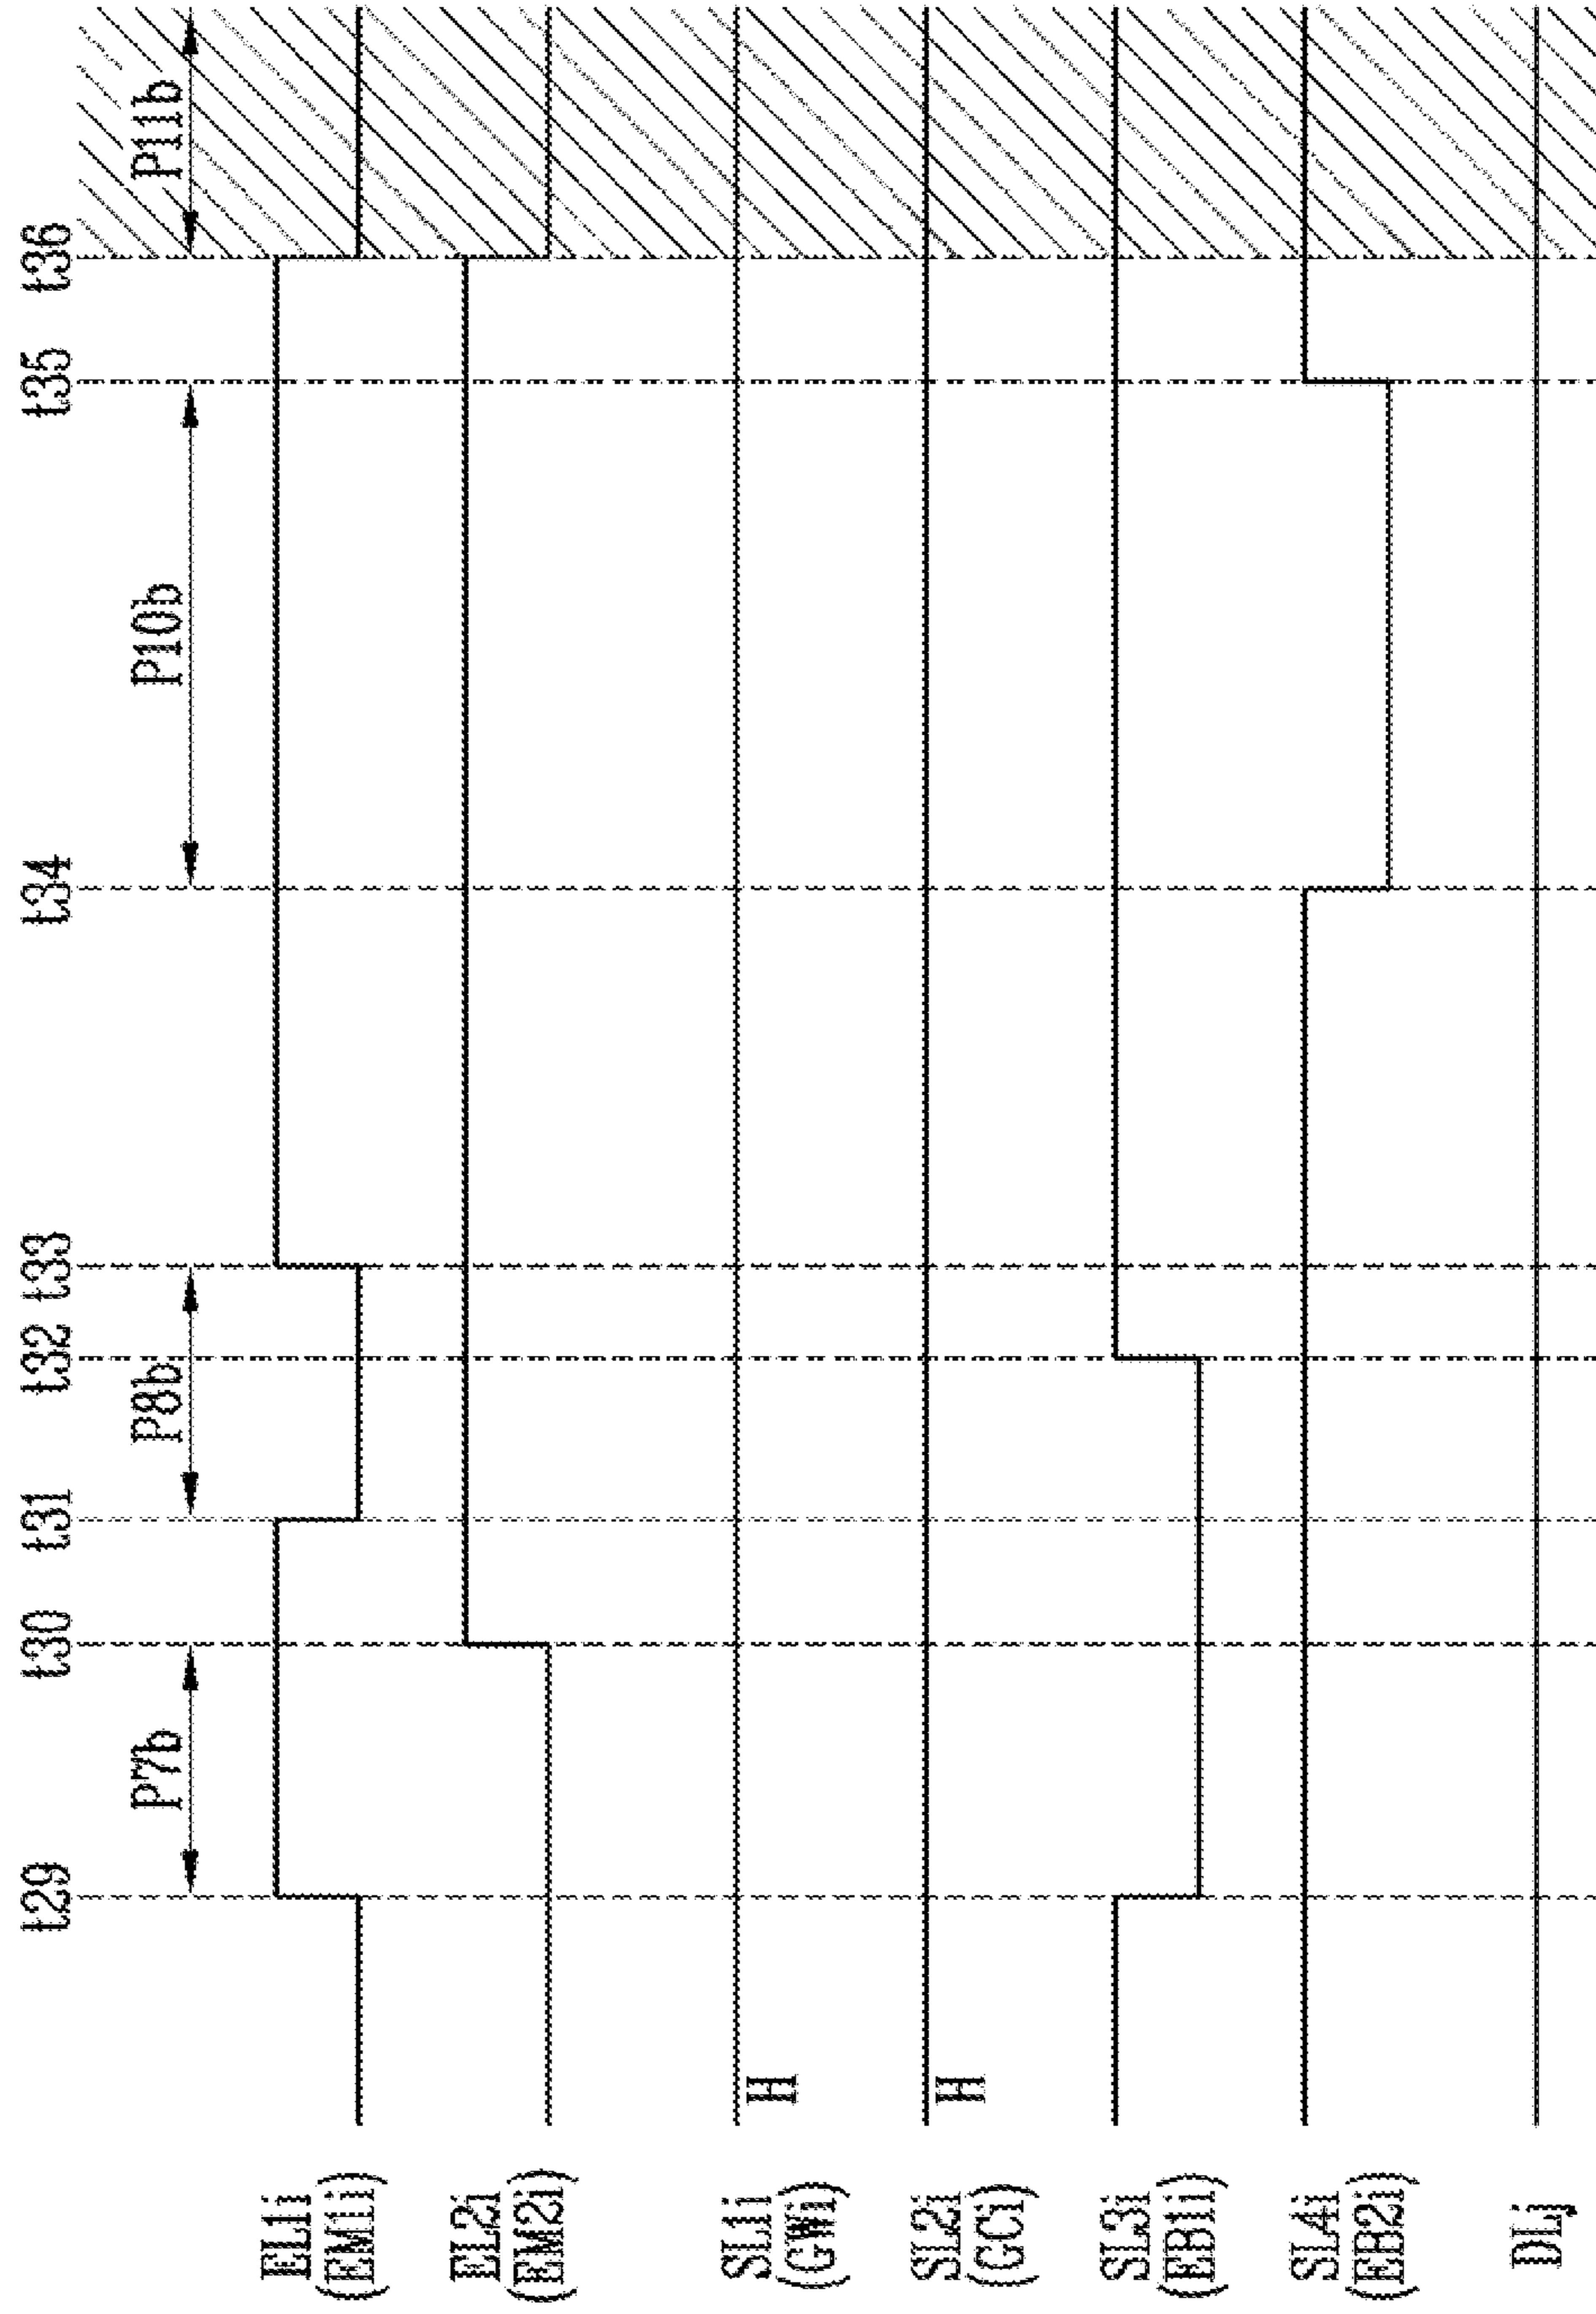 t29 t30 t31 t32 t33 t34 t35 t36
P7b P8b P10b P11b
EL1i
(EM1i)
EL2i
(EM2i)
SL1i
(GWi)
H
SL2i
(GCi)
H
SL3i
(EB1i)
SL4i
(EB2i)
DLj